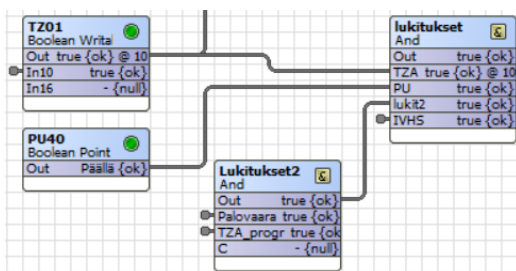 TZ01
Boolean Writal
Out true {ok} @ 10
In10 true {ok}
In16 - {null}
PU40
Boolean Point
Out Päällä {ok}
Lukitukset2
And
&
Out true {ok}
Palovaara true {ok}
TZA_progr true {ok
C - {null}
lukitukset
And
&
Out true {ok}
TZA true {ok} @ 10
PU true {ok}
lukit2 true {ok}
IVHS true {ok}